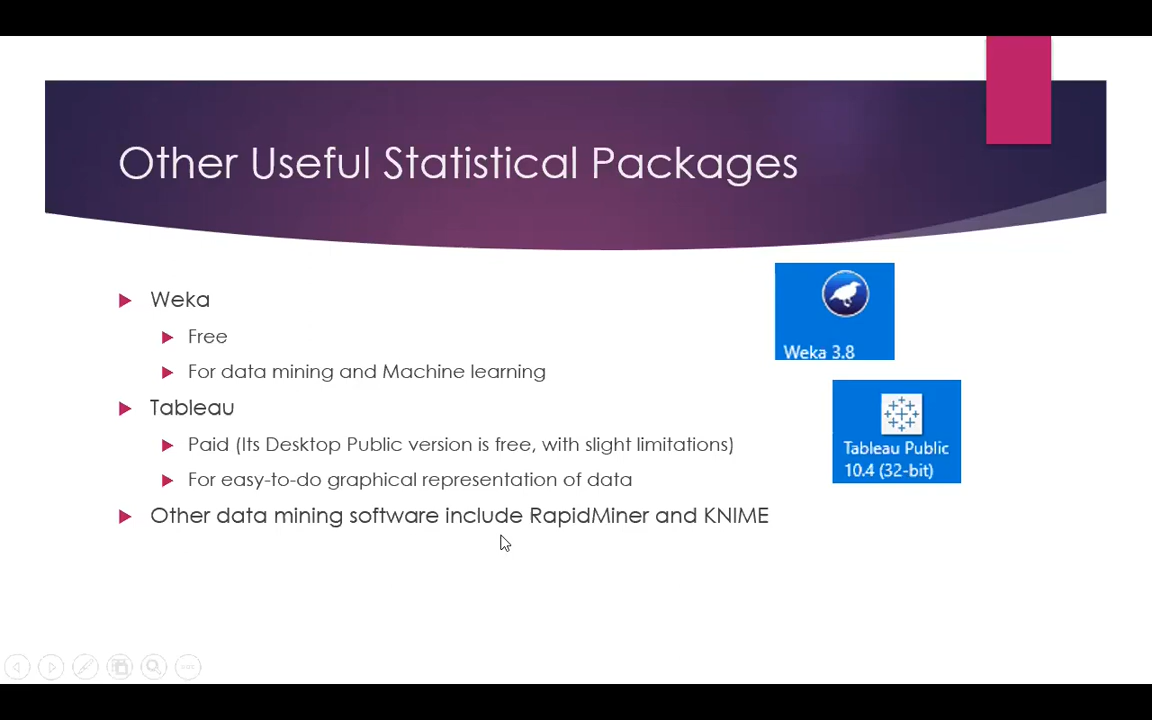 Other Useful Statistical Packages
Weka
Free
For data mining and Machine learning
Tableau
Paid (Its Desktop Public version is free, with slight limitations)
For easy-to-do graphical representation of data
Other data mining software include RapidMiner and KNIME
Weka 3.8
Tableau Public
10.4 (32-bit)